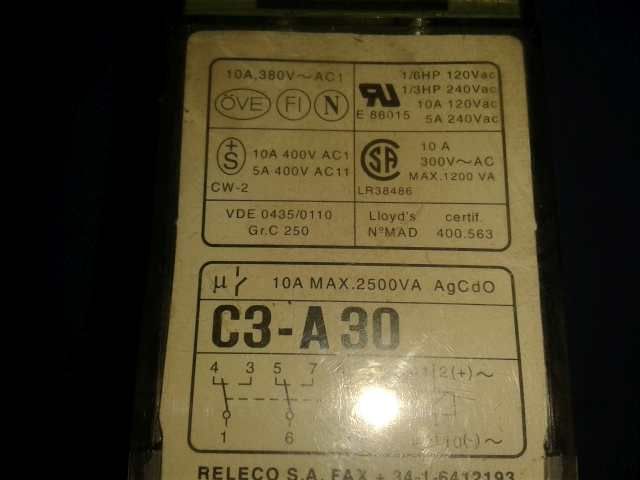 10A,380V~AC1
ÖVE FI N
1/6HP 120Vac
1/3HP 240Vac
10A 120Vac
5A 240Vac
E 86015
+S
10A 400V AC1
5A 400V AC11
CW-2
SA
10 A
300V~AC
MAX.1200 VA
LR38486
VDE 0435/0110
Gr.C 250
Lloyd's certif.
NºMAD 400.563
µ 10A MAX.2500VA AgCdO
C3-A30
4 3 5 7
2(+)~
1 6
(-)~
RELECO S.A. FAX + 34-1-6412193